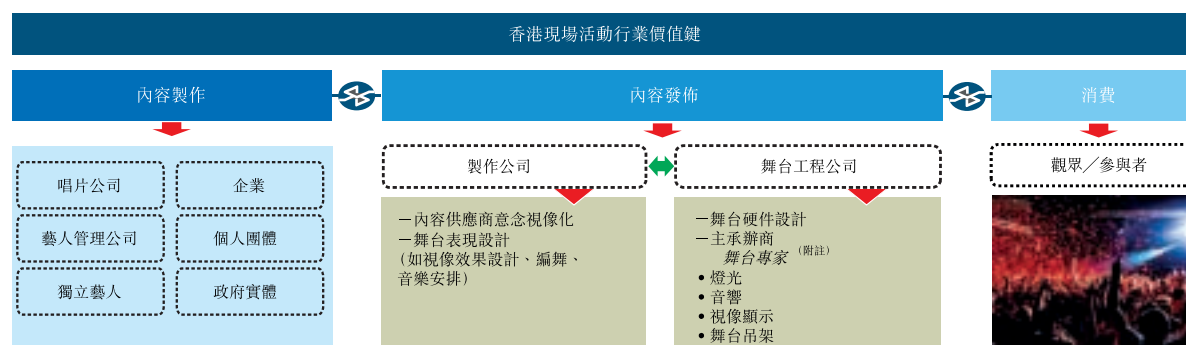 香港現場活動行業價值鍵
內容製作
內容發佈
消費
唱片公司
企業
藝人管理公司
個人團體
獨立藝人
政府實體
製作公司
—內容供應商意念視像化
—舞台表現設計
(如視像效果設計、編舞、
音樂安排)
舞台工程公司
—舞台硬件設計
—主承辦商
舞台專家（附註）
•燈光
•音響
•視像顯示
•舞台吊架
觀眾／參與者